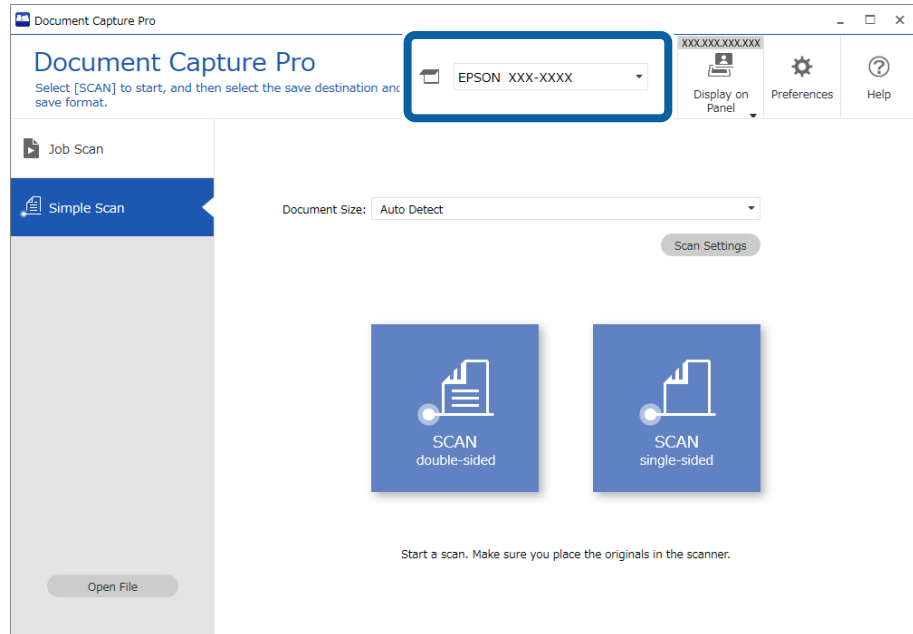 Document Capture Pro
Document Capture Pro
Select [SCAN] to start, and then select the save destination and
save format.
EPSON XXX-XXXX
XXX.XXX.XXX.XXX
Display on
Panel
Preferences
Help
Job Scan
Simple Scan
Document Size:
Auto Detect
Scan Settings
SCAN
double-sided
SCAN
single-sided
Start a scan. Make sure you place the originals in the scanner.
Open File